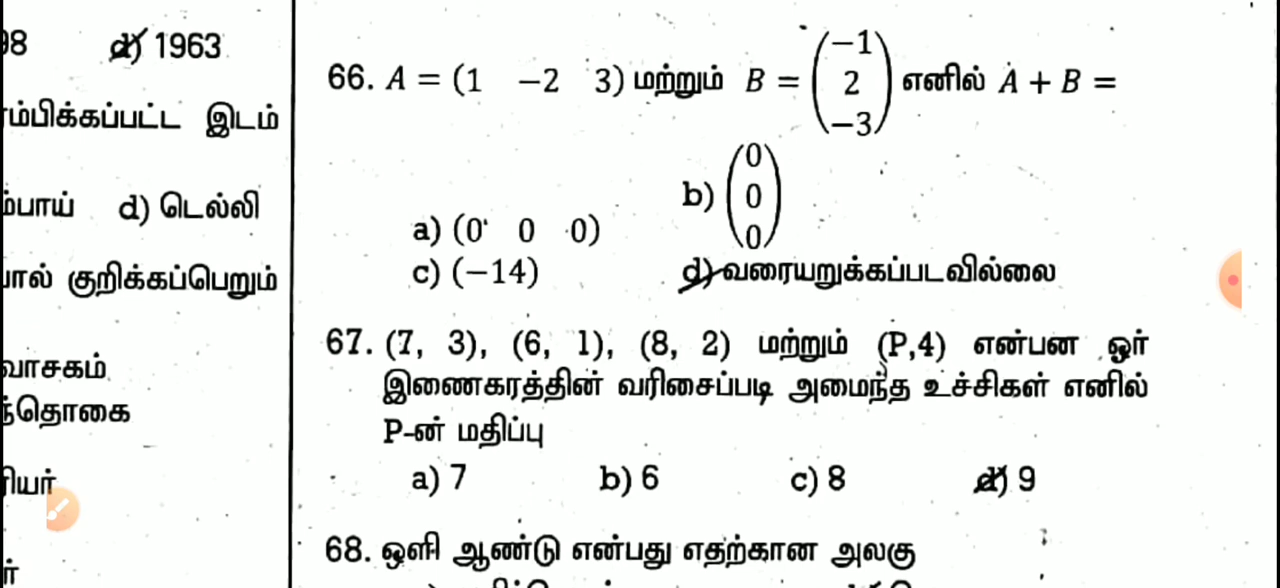 98 d) 1963
ரம்பிக்கப்பட்ட இடம்
ம்பாய் d) டெல்லி
பால் குறிக்கப்பெறும்
வாசகம்
ந்தொகை
ரியர்
ர்
66. A = (1 −2 3) மற்றும் B = (−1 2 −3) எனில் A + B =
a) (0 0 0) b) (0 0 0)
c) (−14) d) வரையறுக்கப்படவில்லை
67. (7, 3), (6, 1), (8, 2) மற்றும் (P,4) என்பன ஓர்
இணைகரத்தின் வரிசைப்படி அமைந்த உச்சிகள் எனில்
P-ன் மதிப்பு
a) 7 b) 6 c) 8 d) 9
68. ஒளி ஆண்டு என்பது எதற்கான அலகு